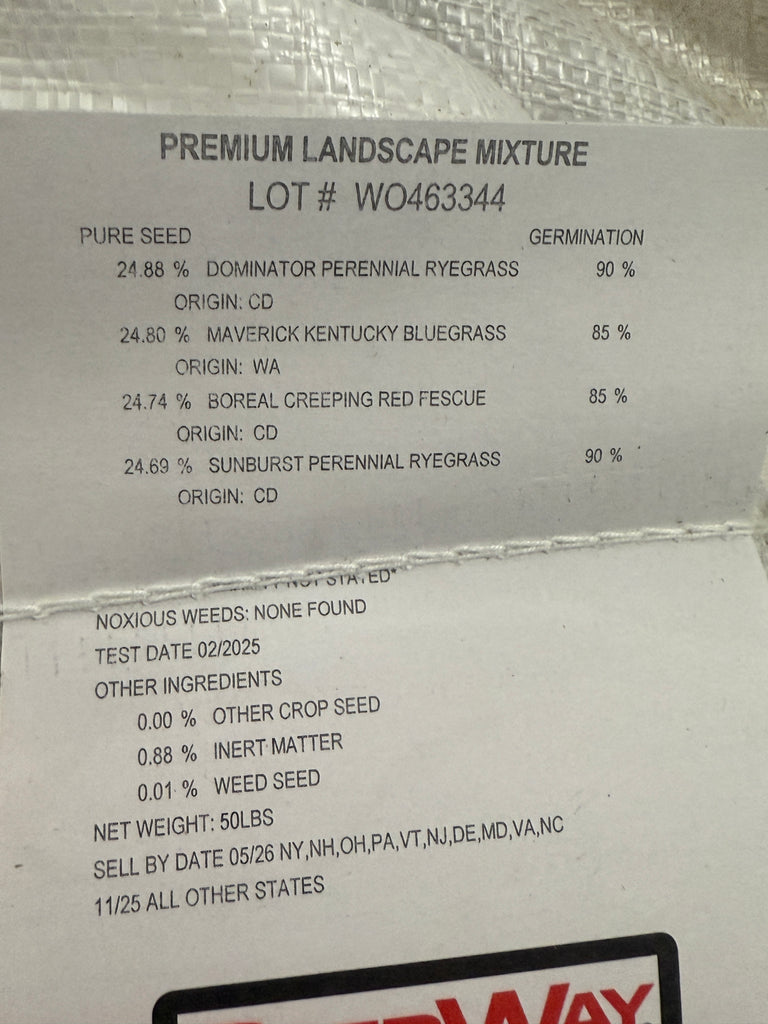 PREMIUM LANDSCAPE MIXTURE
LOT # WO463344
PURE SEED GERMINATION
24.88 % DOMINATOR PERENNIAL RYEGRASS 90 %
ORIGIN: CD
24.80 % MAVERICK KENTUCKY BLUEGRASS 85 %
ORIGIN: WA
24.74 % BOREAL CREEPING RED FESCUE 85 %
ORIGIN: CD
24.69 % SUNBURST PERENNIAL RYEGRASS 90 %
ORIGIN: CD
NOT STATED*
NOXIOUS WEEDS: NONE FOUND
TEST DATE 02/2025
OTHER INGREDIENTS
0.00 % OTHER CROP SEED
0.88 % INERT MATTER
0.01 % WEED SEED
NET WEIGHT: 50LBS
SELL BY DATE 05/26 NY,NH,OH,PA,VT,NJ,DE,MD,VA,NC
11/25 ALL OTHER STATES